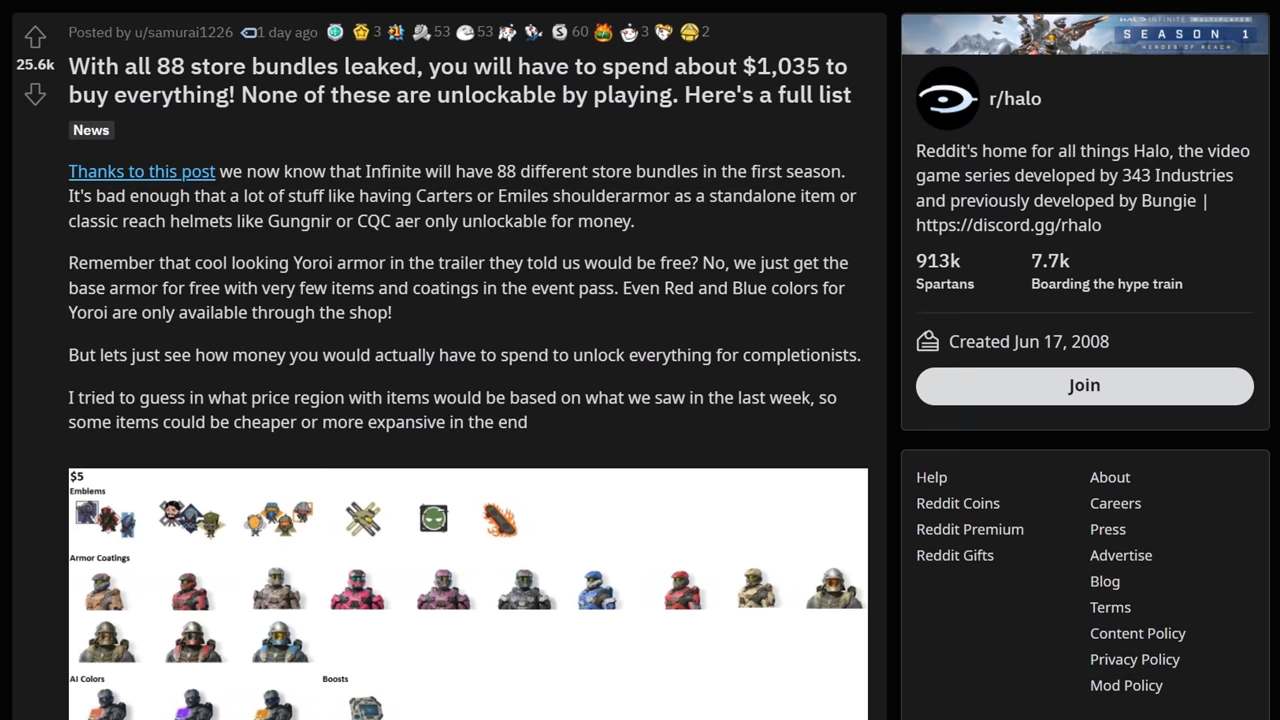 Posted by u/samurai1226 1 day ago 3 53 53 S 60 3 2
25.6k
With all 88 store bundles leaked, you will have to spend about $1,035 to
buy everything! None of these are unlockable by playing. Here's a full list
News
Thanks to this post we now know that Infinite will have 88 different store bundles in the first season.
It's bad enough that a lot of stuff like having Carters or Emiles shoulderarmor as a standalone item or
classic reach helmets like Gungnir or CQC aer only unlockable for money.
Remember that cool looking Yoroi armor in the trailer they told us would be free? No, we just get the
base armor for free with very few items and coatings in the event pass. Even Red and Blue colors for
Yoroi are only available through the shop!
But lets just see how money you would actually have to spend to unlock everything for completionists.
I tried to guess in what price region with items would be based on what we saw in the last week, so
some items could be cheaper or more expansive in the end
$5
Emblems
Armor Coatings
AI Colors
Boosts
HALO INFINITE MULTIPLAYER
SEASON 1
HEROES OF REACH
r/halo
Reddit's home for all things Halo, the video
game series developed by 343 Industries
and previously developed by Bungie |
https://discord.gg/rhalo
913k
Spartans
7.7k
Boarding the hype train
Created Jun 17, 2008
Join
Help
Reddit Coins
Reddit Premium
Reddit Gifts
About
Careers
Press
Advertise
Blog
Terms
Content Policy
Privacy Policy
Mod Policy